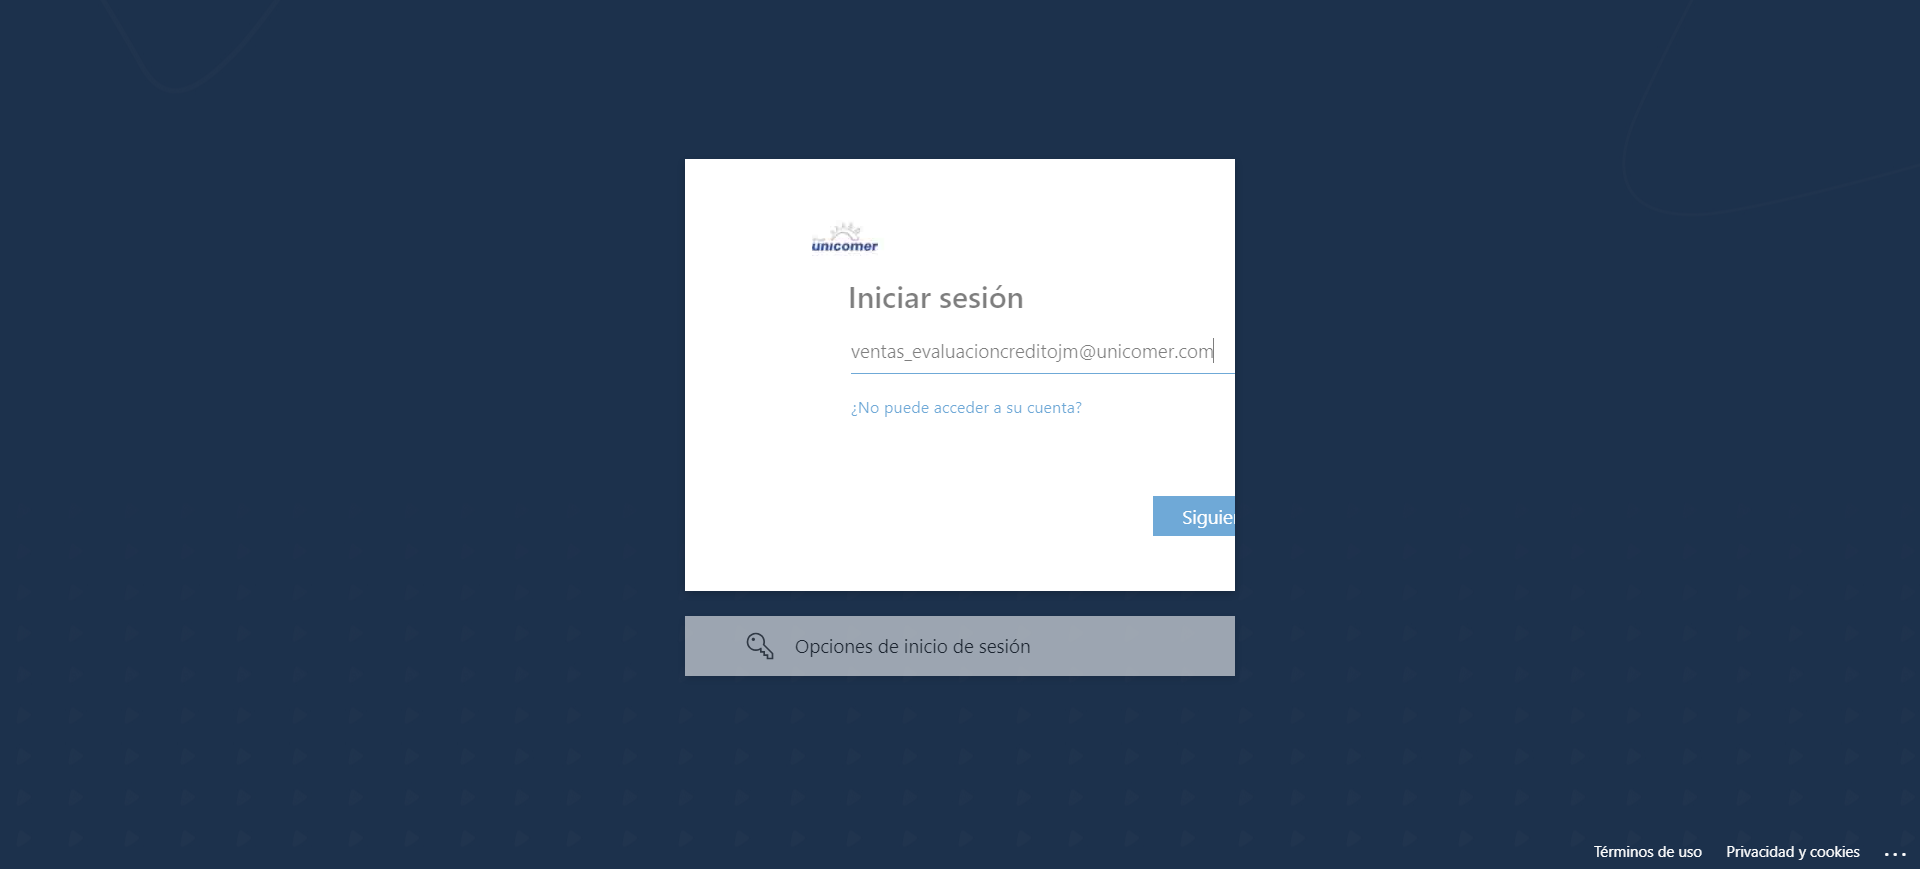 unicomer
Iniciar sesión
ventas_evaluacioncreditojm@unicomer.com
¿No puede acceder a su cuenta?
Siguien
Opciones de inicio de sesión
Términos de uso
Privacidad y cookies
...